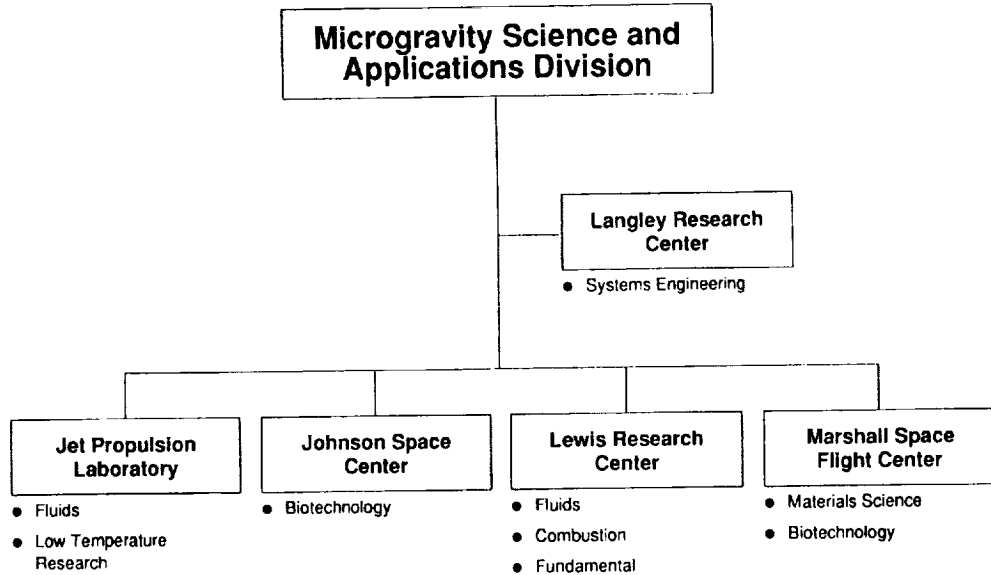 Microgravity Science and
Applications Division
Langley Research
Center
● Systems Engineering
Jet Propulsion
Laboratory
● Fluids
● Low Temperature
Research
Johnson Space
Center
● Biotechnology
Lewis Research
Center
● Fluids
● Combustion
● Fundamental
Marshall Space
Flight Center
● Materials Science
● Biotechnology